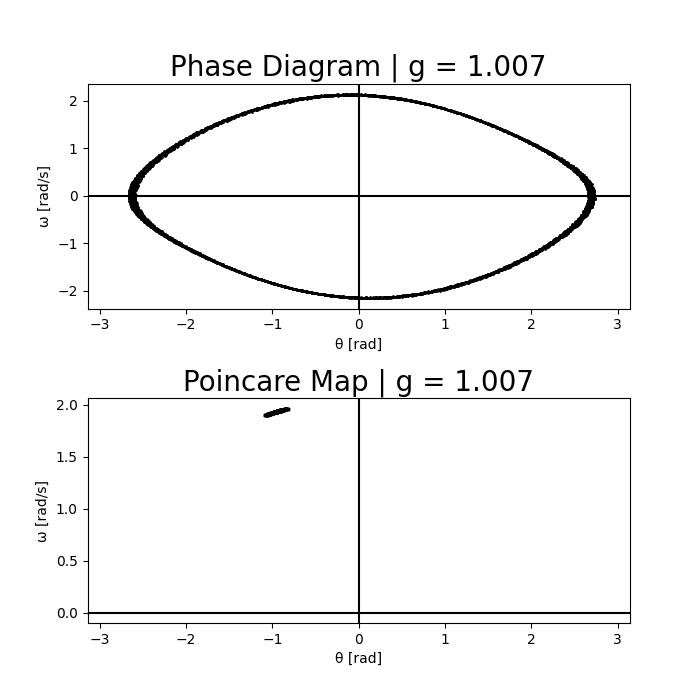 Phase Diagram | g = 1.007
2
1
0
−1
−2
ω [rad/s]
−3 −2 −1 0 1 2 3
θ [rad]
Poincare Map | g = 1.007
2.0
1.5
1.0
0.5
0.0
ω [rad/s]
−3 −2 −1 0 1 2 3
θ [rad]